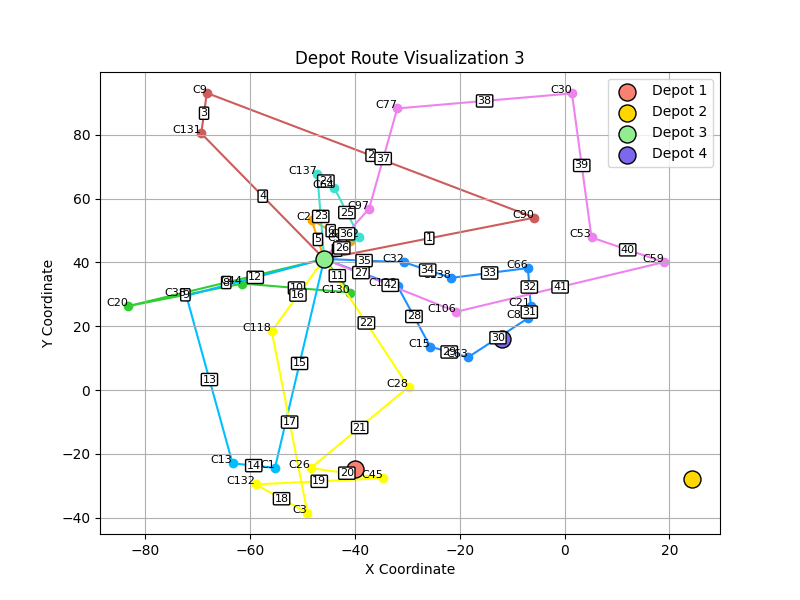 Depot Route Visualization 3
Depot 1
Depot 2
Depot 3
Depot 4
Y Coordinate
80
60
40
20
0
−20
−40
−80
−60
−40
−20
0
20
X Coordinate
C9
3
C131
4
2
37
C77
38
C30
39
C137
24
23
25
C97
C90
1
5
36
C53
40
C59
26
35
C32
34
33
C66
27
42
41
C106
32
C21
31
30
28
C15
29
C20
12
11
C130
10
16
C118
22
13
15
C28
17
21
C13
14
C1
C26
20
C45
C132
19
18
C3